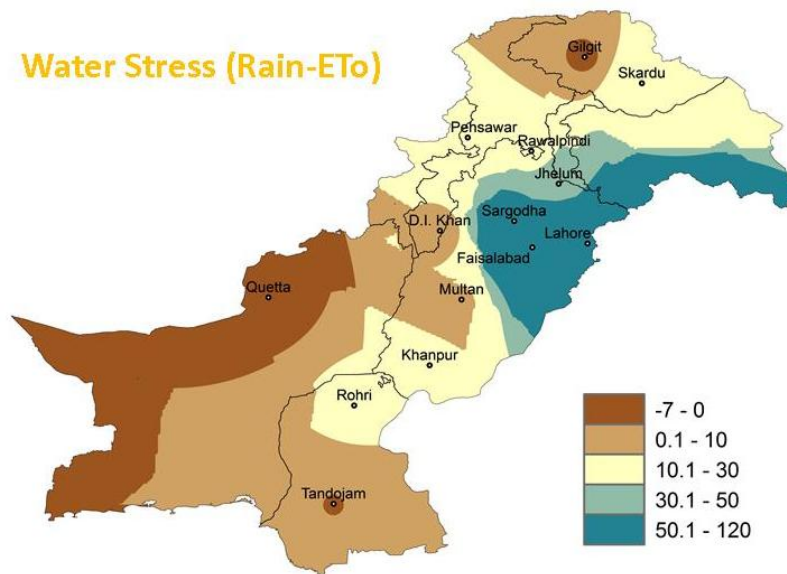 Water Stress (Rain-ETo)
Gilgit
Skardu
Pehsawar
Rawalpindi
Jhelum
D.I. Khan
Sargodha
Lahore
Faisalabad
Quetta
Multan
Khanpur
Rohri
Tandojam
-7 - 0
0.1 - 10
10.1 - 30
30.1 - 50
50.1 - 120